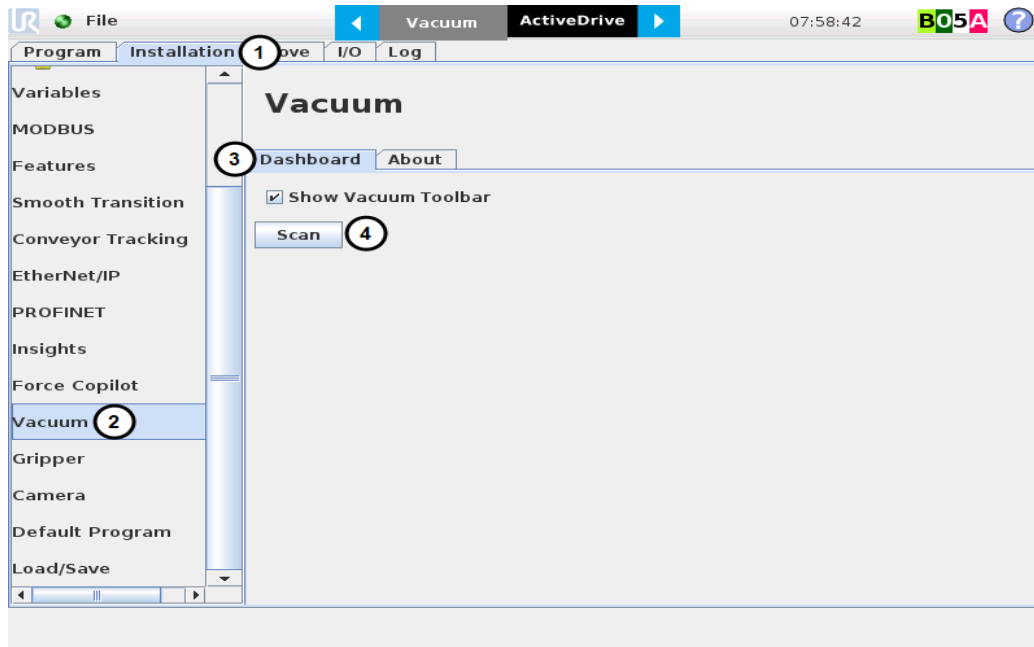 UR File Vacuum ActiveDrive 07:58:42 B05A ?
Program Installation 1 ove I/O Log
Variables
MODBUS
Features
Smooth Transition
Conveyor Tracking
EtherNet/IP
PROFINET
Insights
Force Copilot
Vacuum 2
Gripper
Camera
Default Program
Load/Save
Vacuum
3 Dashboard About
Show Vacuum Toolbar
Scan 4